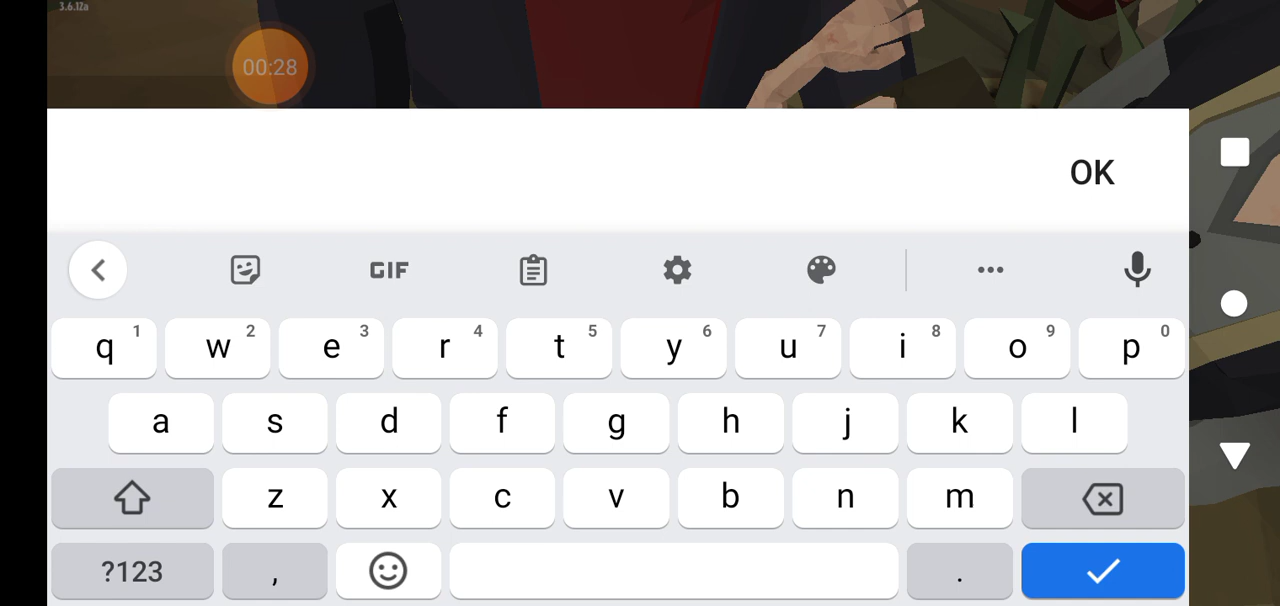 3.6.12a
00:28
OK
GIF
q 1 w 2 e 3 r 4 t 5 y 6 u 7 i 8 o 9 p 0
a s d f g h j k l
z x c v b n m
?123 , .